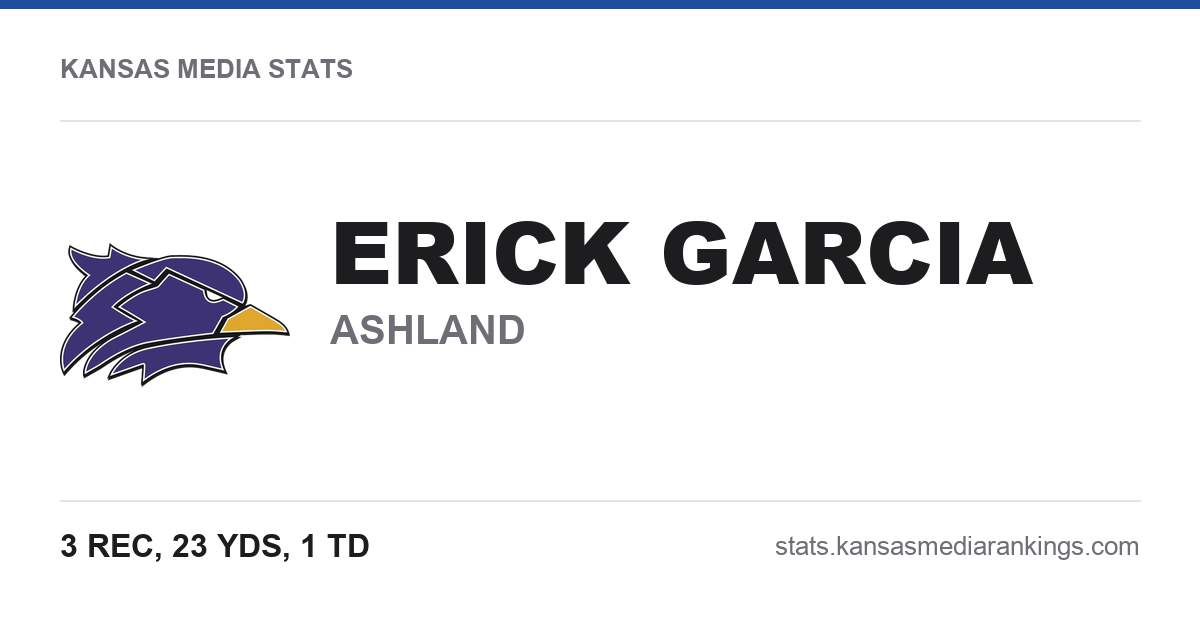 KANSAS MEDIA STATS
ERICK GARCIA
ASHLAND
3 REC, 23 YDS, 1 TD
stats.kansasmediarankings.com